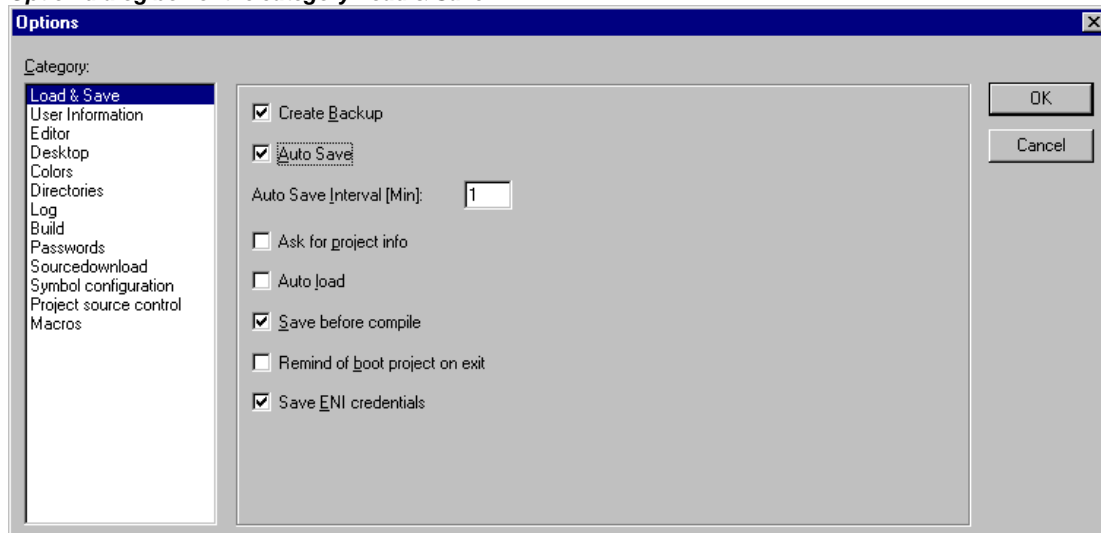 Options
Category:
Load & Save
User Information
Editor
Desktop
Colors
Directories
Log
Build
Passwords
Sourcedownload
Symbol configuration
Project source control
Macros
Create Backup
Auto Save
Auto Save Interval [Min]: 1
Ask for project info
Auto load
Save before compile
Remind of boot project on exit
Save ENI credentials
OK
Cancel